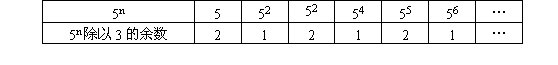 5ⁿ 5 5² 5² 5⁴ 5⁵ 5⁶ …
5ⁿ除以 3 的余数 2 1 2 1 2 1 …